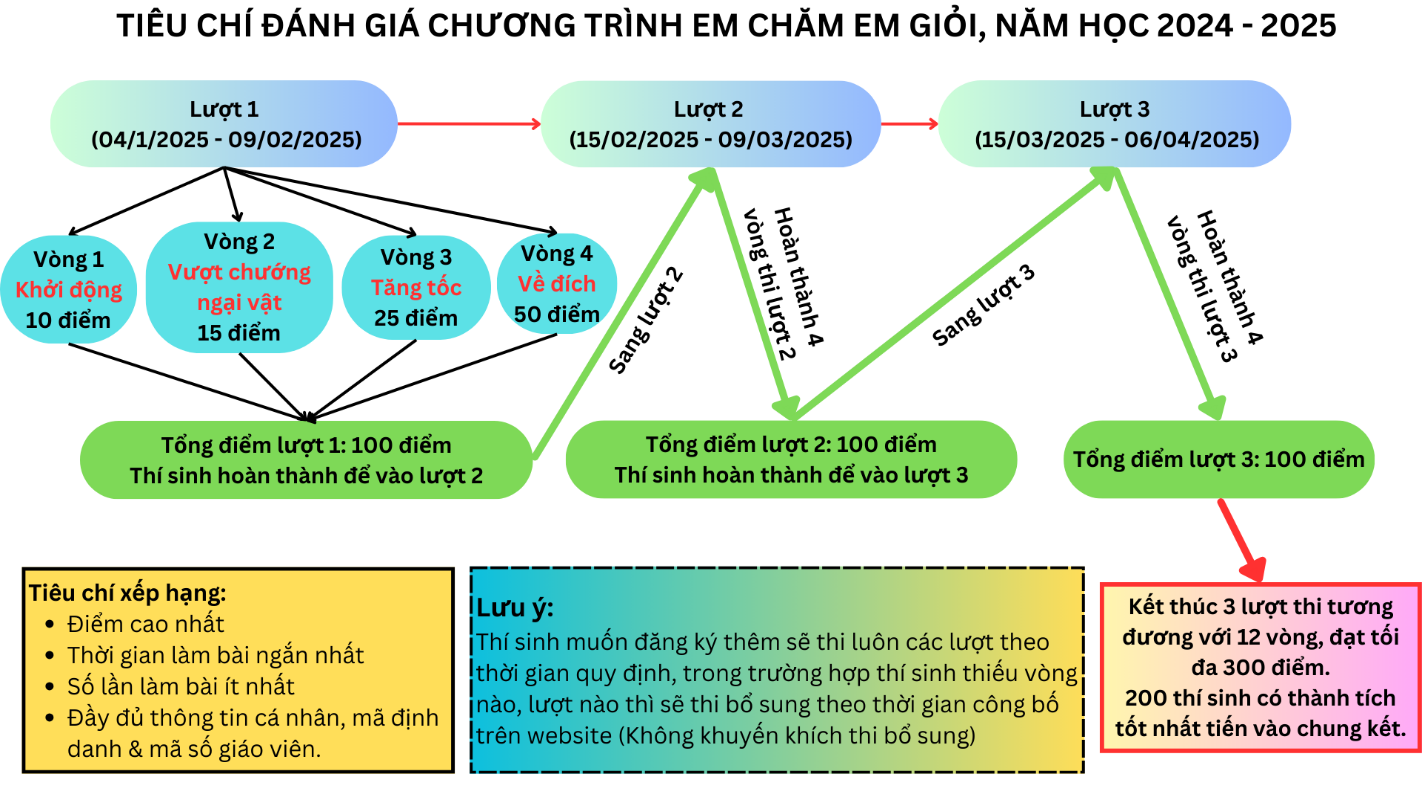 TIÊU CHÍ ĐÁNH GIÁ CHƯƠNG TRÌNH EM CHĂM EM GIỎI, NĂM HỌC 2024 - 2025
Lượt 1
(04/1/2025 - 09/02/2025)
Lượt 2
(15/02/2025 - 09/03/2025)
Lượt 3
(15/03/2025 - 06/04/2025)
Vòng 1
Khởi động
10 điểm
Vòng 2
Vượt chướng
ngại vật
15 điểm
Vòng 3
Tăng tốc
25 điểm
Vòng 4
Về đích
50 điểm
Sang lượt 2
Hoàn thành 4
vòng thi lượt 2
Sang lượt 3
Hoàn thành 4
vòng thi lượt 3
Tổng điểm lượt 1: 100 điểm
Thí sinh hoàn thành để vào lượt 2
Tổng điểm lượt 2: 100 điểm
Thí sinh hoàn thành để vào lượt 3
Tổng điểm lượt 3: 100 điểm
Tiêu chí xếp hạng:
• Điểm cao nhất
• Thời gian làm bài ngắn nhất
• Số lần làm bài ít nhất
• Đầy đủ thông tin cá nhân, mã định
danh & mã số giáo viên.
Lưu ý:
Thí sinh muốn đăng ký thêm sẽ thi luôn các lượt theo
thời gian quy định, trong trường hợp thí sinh thiếu vòng
nào, lượt nào thì sẽ thi bổ sung theo thời gian công bố
trên website (Không khuyến khích thi bổ sung)
Kết thúc 3 lượt thi tương
đương với 12 vòng, đạt tối
đa 300 điểm.
200 thí sinh có thành tích
tốt nhất tiến vào chung kết.